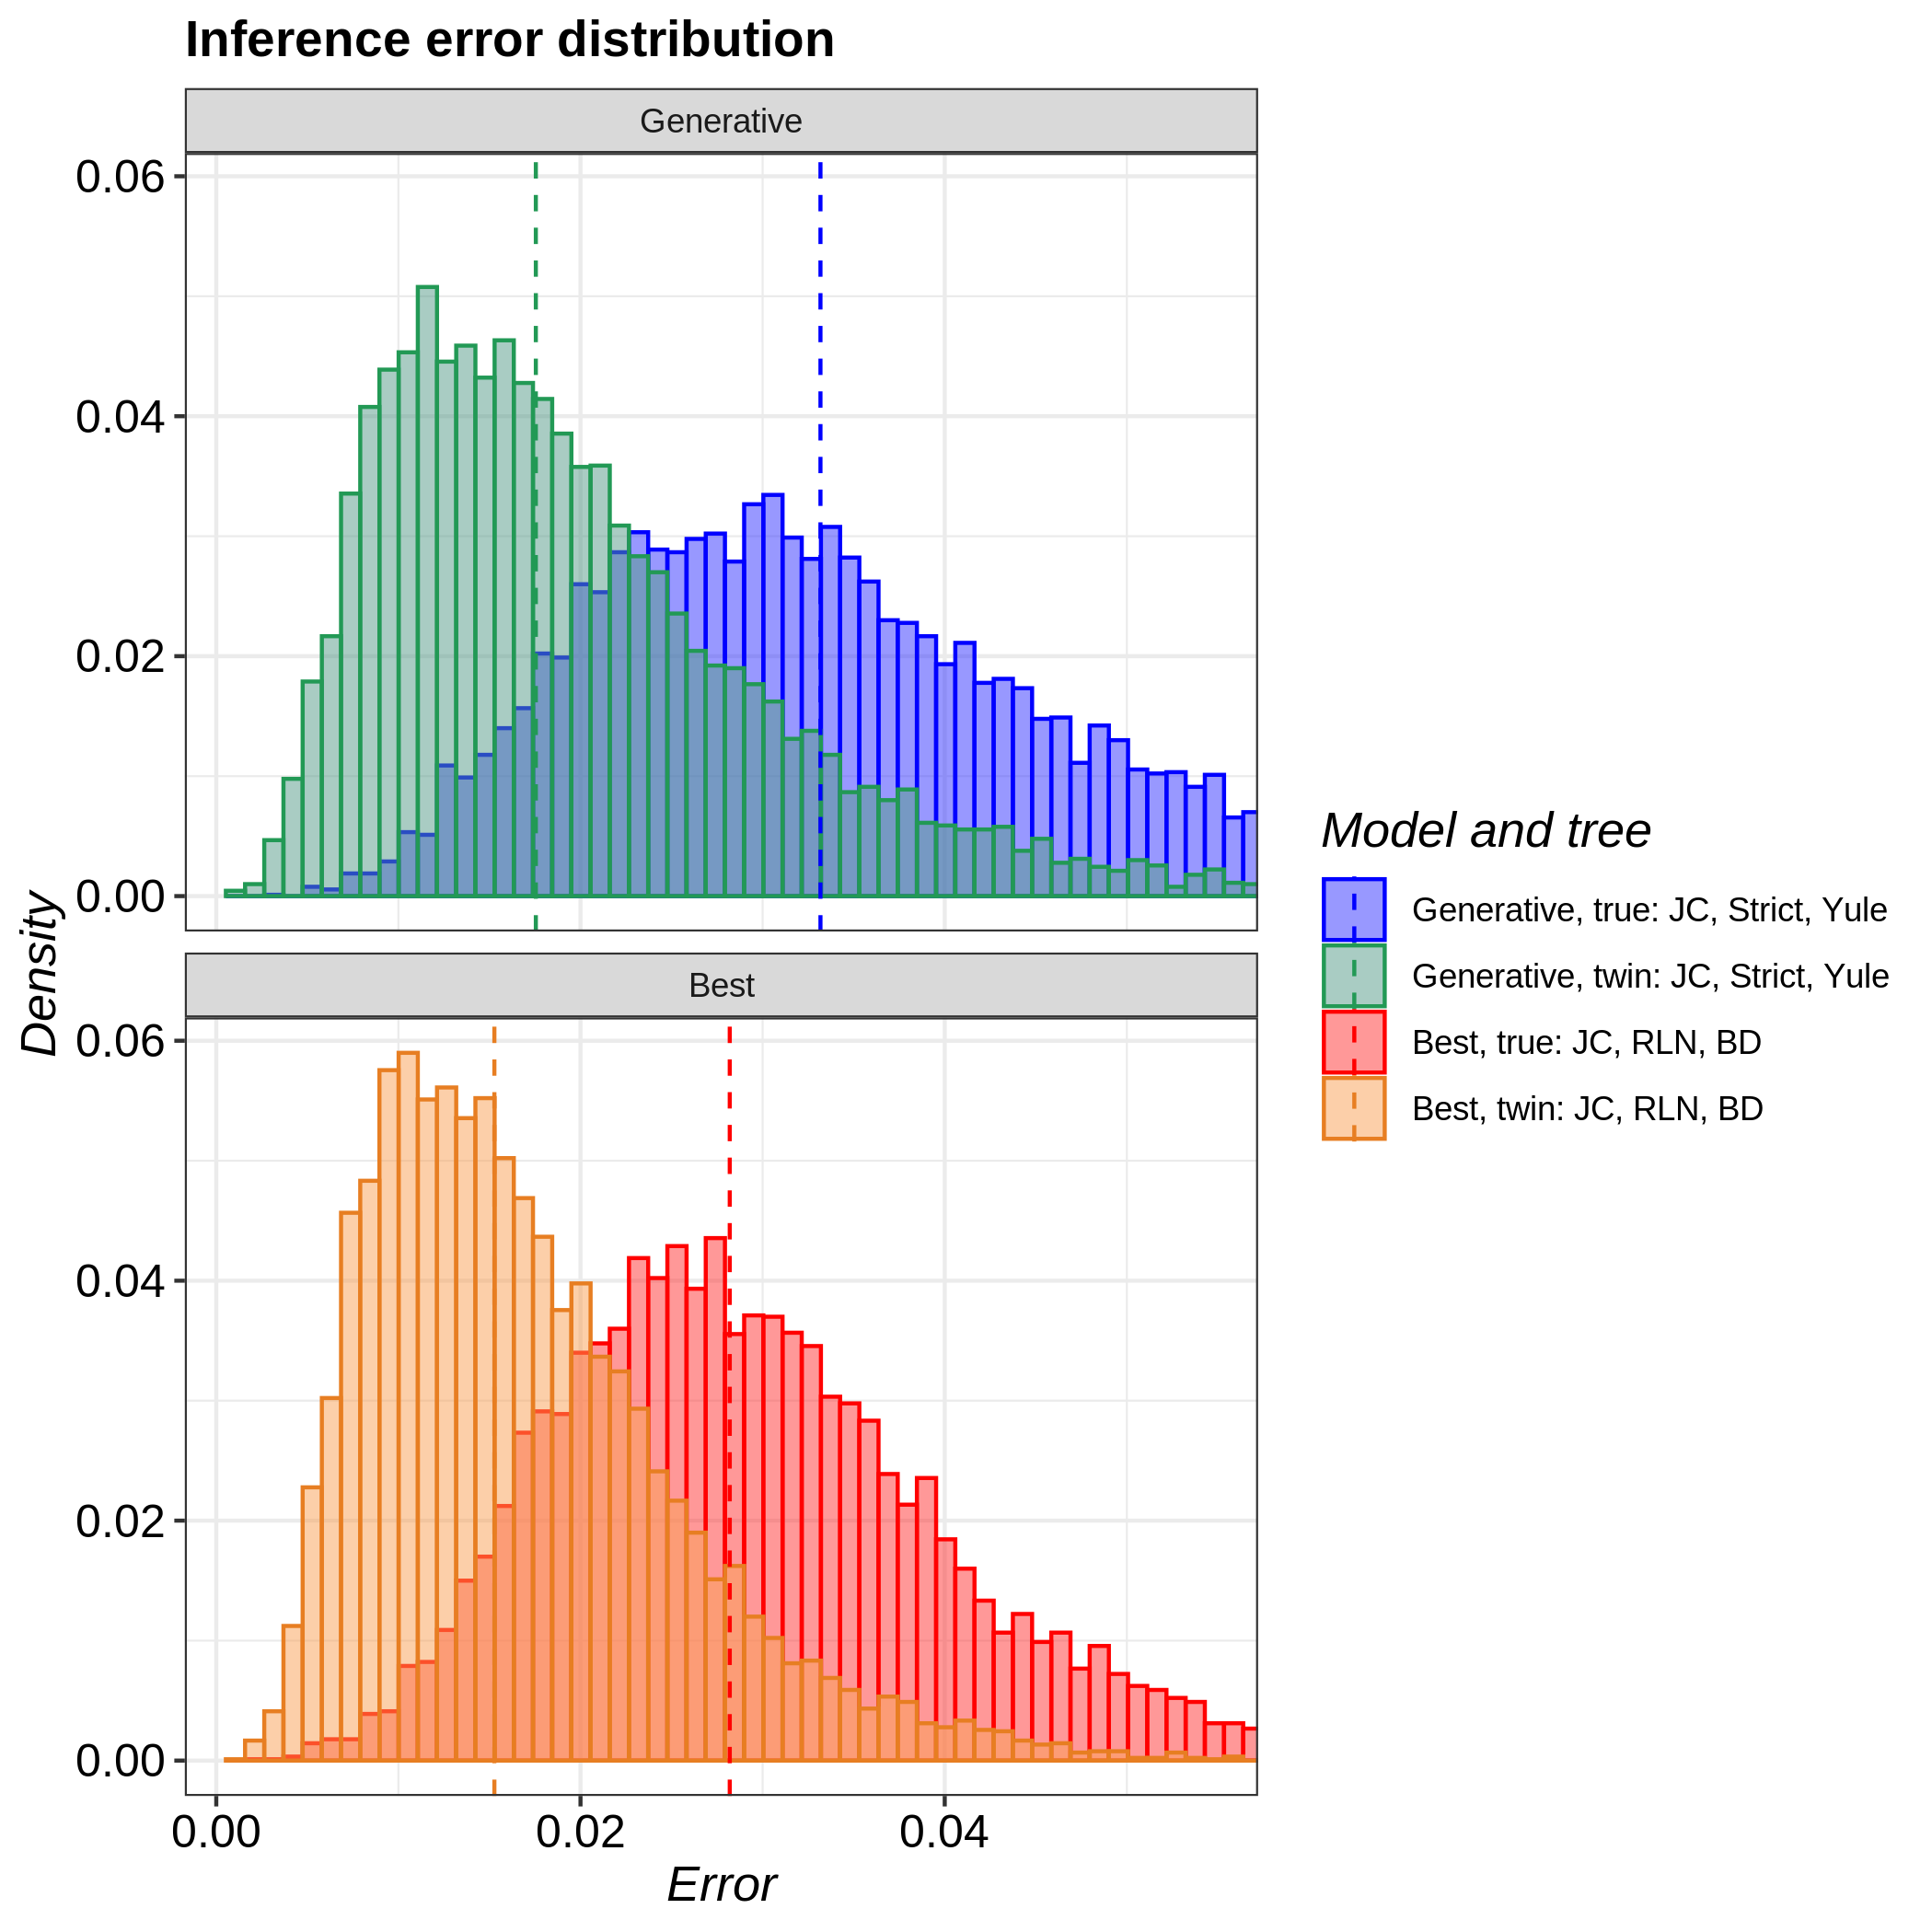 Inference error distribution
Generative
0.06
0.04
0.02
0.00
Best
0.06
0.04
0.02
0.00
0.00 0.02 0.04
Error
Density
Model and tree
Generative, true: JC, Strict, Yule
Generative, twin: JC, Strict, Yule
Best, true: JC, RLN, BD
Best, twin: JC, RLN, BD